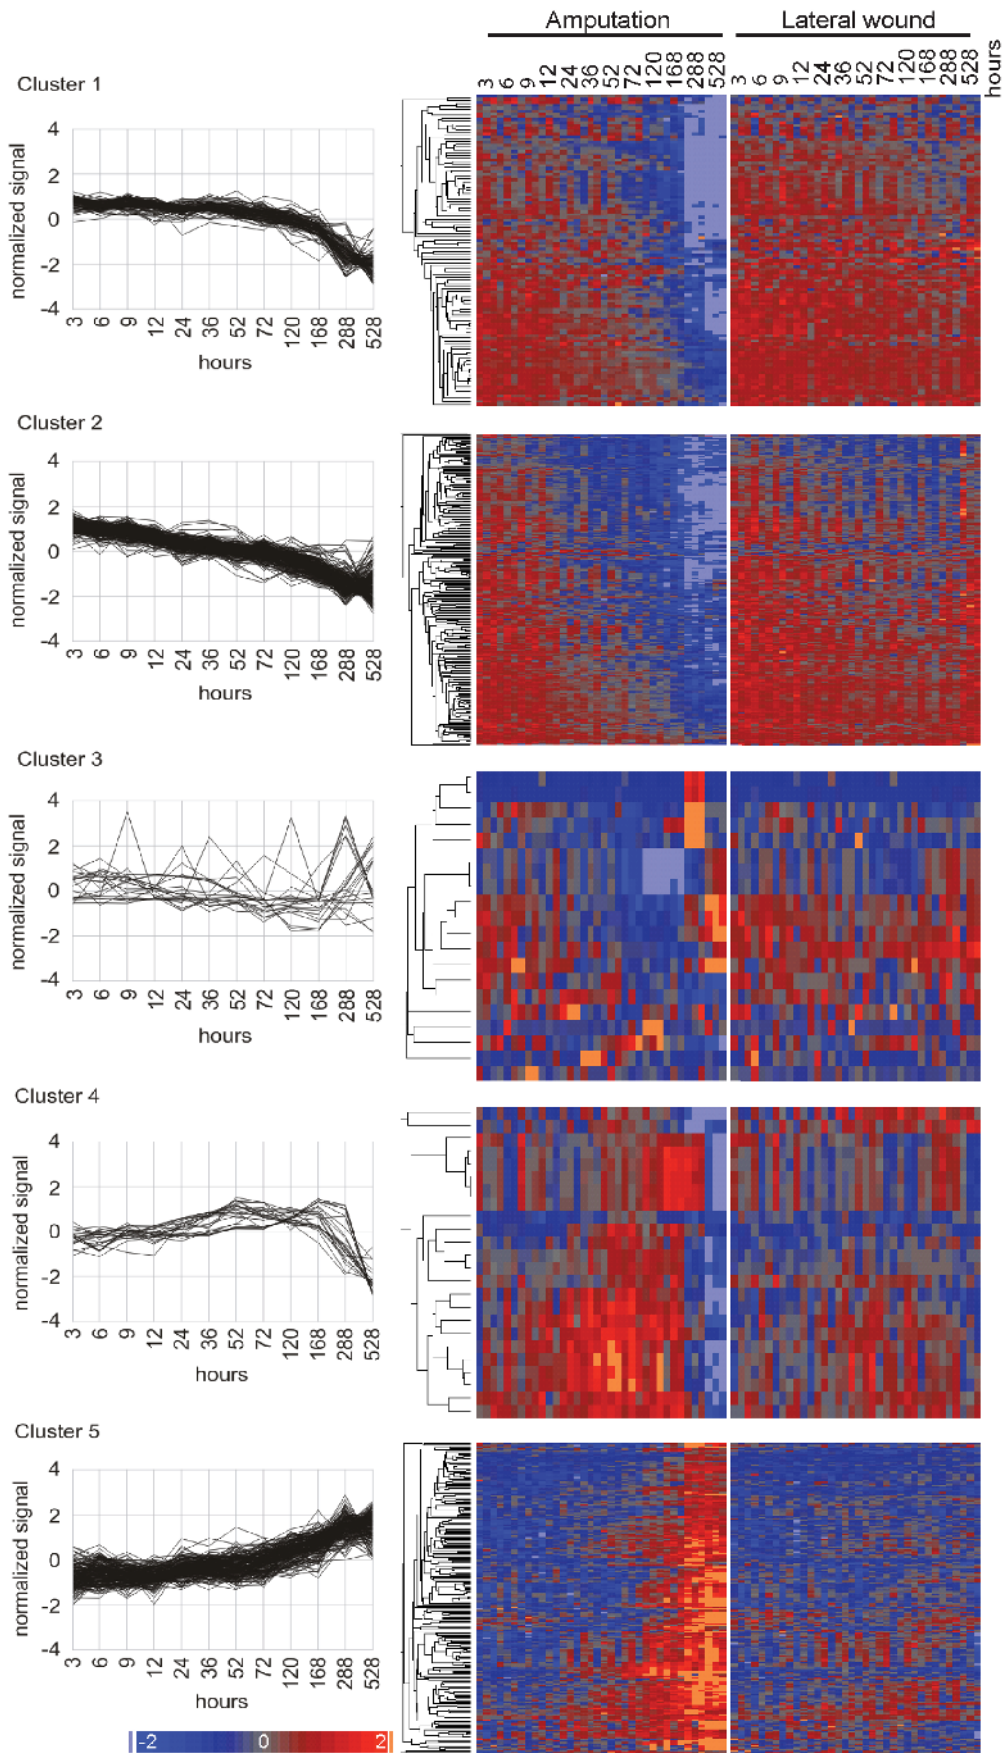 Amputation Lateral wound
3 6 9 12 24 36 52 72 120 168 288 528 3 6 9 12 24 36 52 72 120 168 288 528 hours
Cluster 1
4
2
0
-2
-4
normalized signal
3 6 9 12 24 36 52 72 120 168 288 528
hours
Cluster 2
4
2
0
-2
-4
normalized signal
3 6 9 12 24 36 52 72 120 168 288 528
hours
Cluster 3
4
2
0
-2
-4
normalized signal
3 6 9 12 24 36 52 72 120 168 288 528
hours
Cluster 4
4
2
0
-2
-4
normalized signal
3 6 9 12 24 36 52 72 120 168 288 528
hours
Cluster 5
4
2
0
-2
-4
normalized signal
3 6 9 12 24 36 52 72 120 168 288 528
hours
-2 0 2